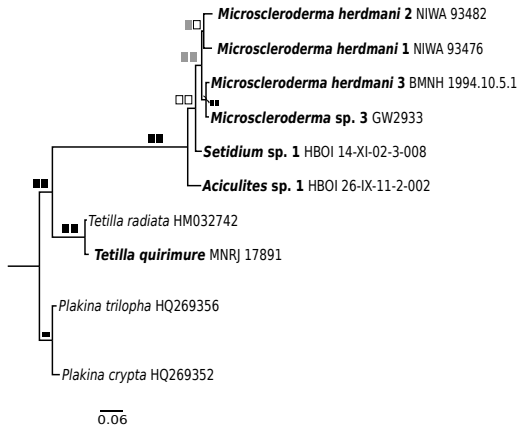 Microscleroderma herdmani 2 NIWA 93482
Microscleroderma herdmani 1 NIWA 93476
Microscleroderma herdmani 3 BMNH 1994.10.5.1
Microscleroderma sp. 3 GW2933
Setidium sp. 1 HBOI 14-XI-02-3-008
Aciculites sp. 1 HBOI 26-IX-11-2-002
Tetilla radiata HM032742
Tetilla quirimure MNRJ 17891
Plakina trilopha HQ269356
Plakina crypta HQ269352
0.06